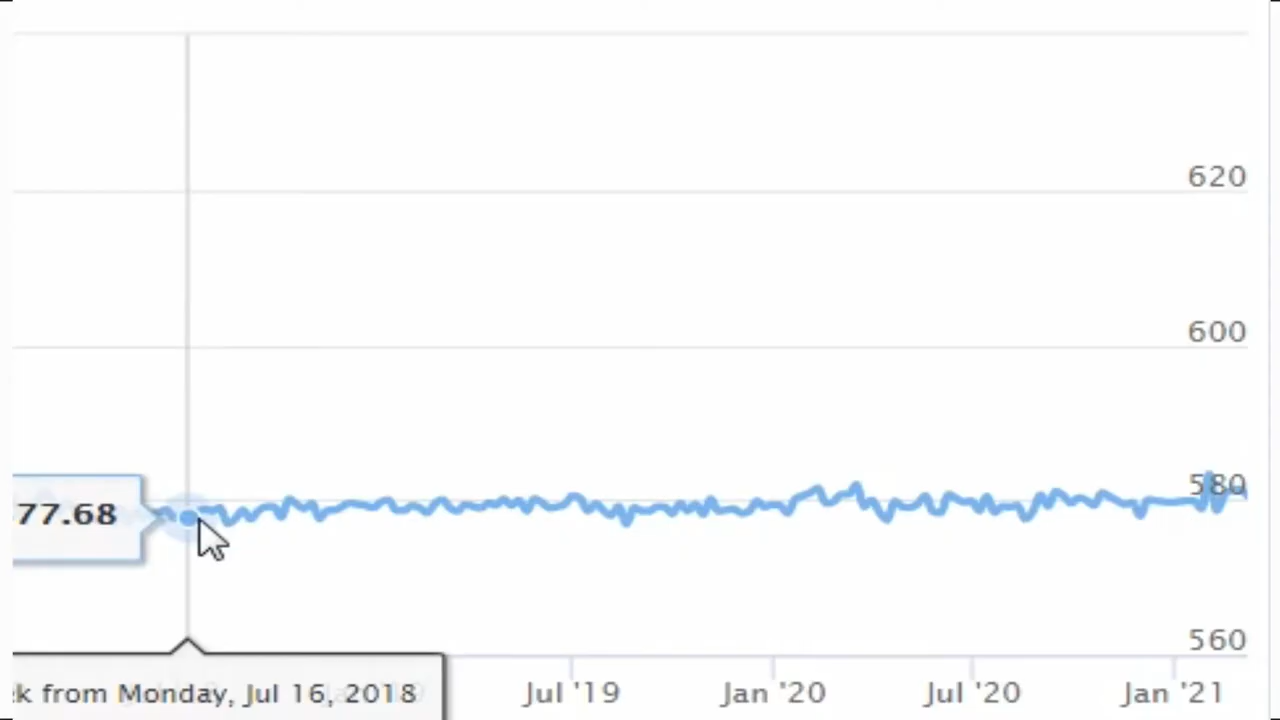 620
600
580
77.68
560
k from Monday, Jul 16, 2018
Jul '19
Jan '20
Jul '20
Jan '21